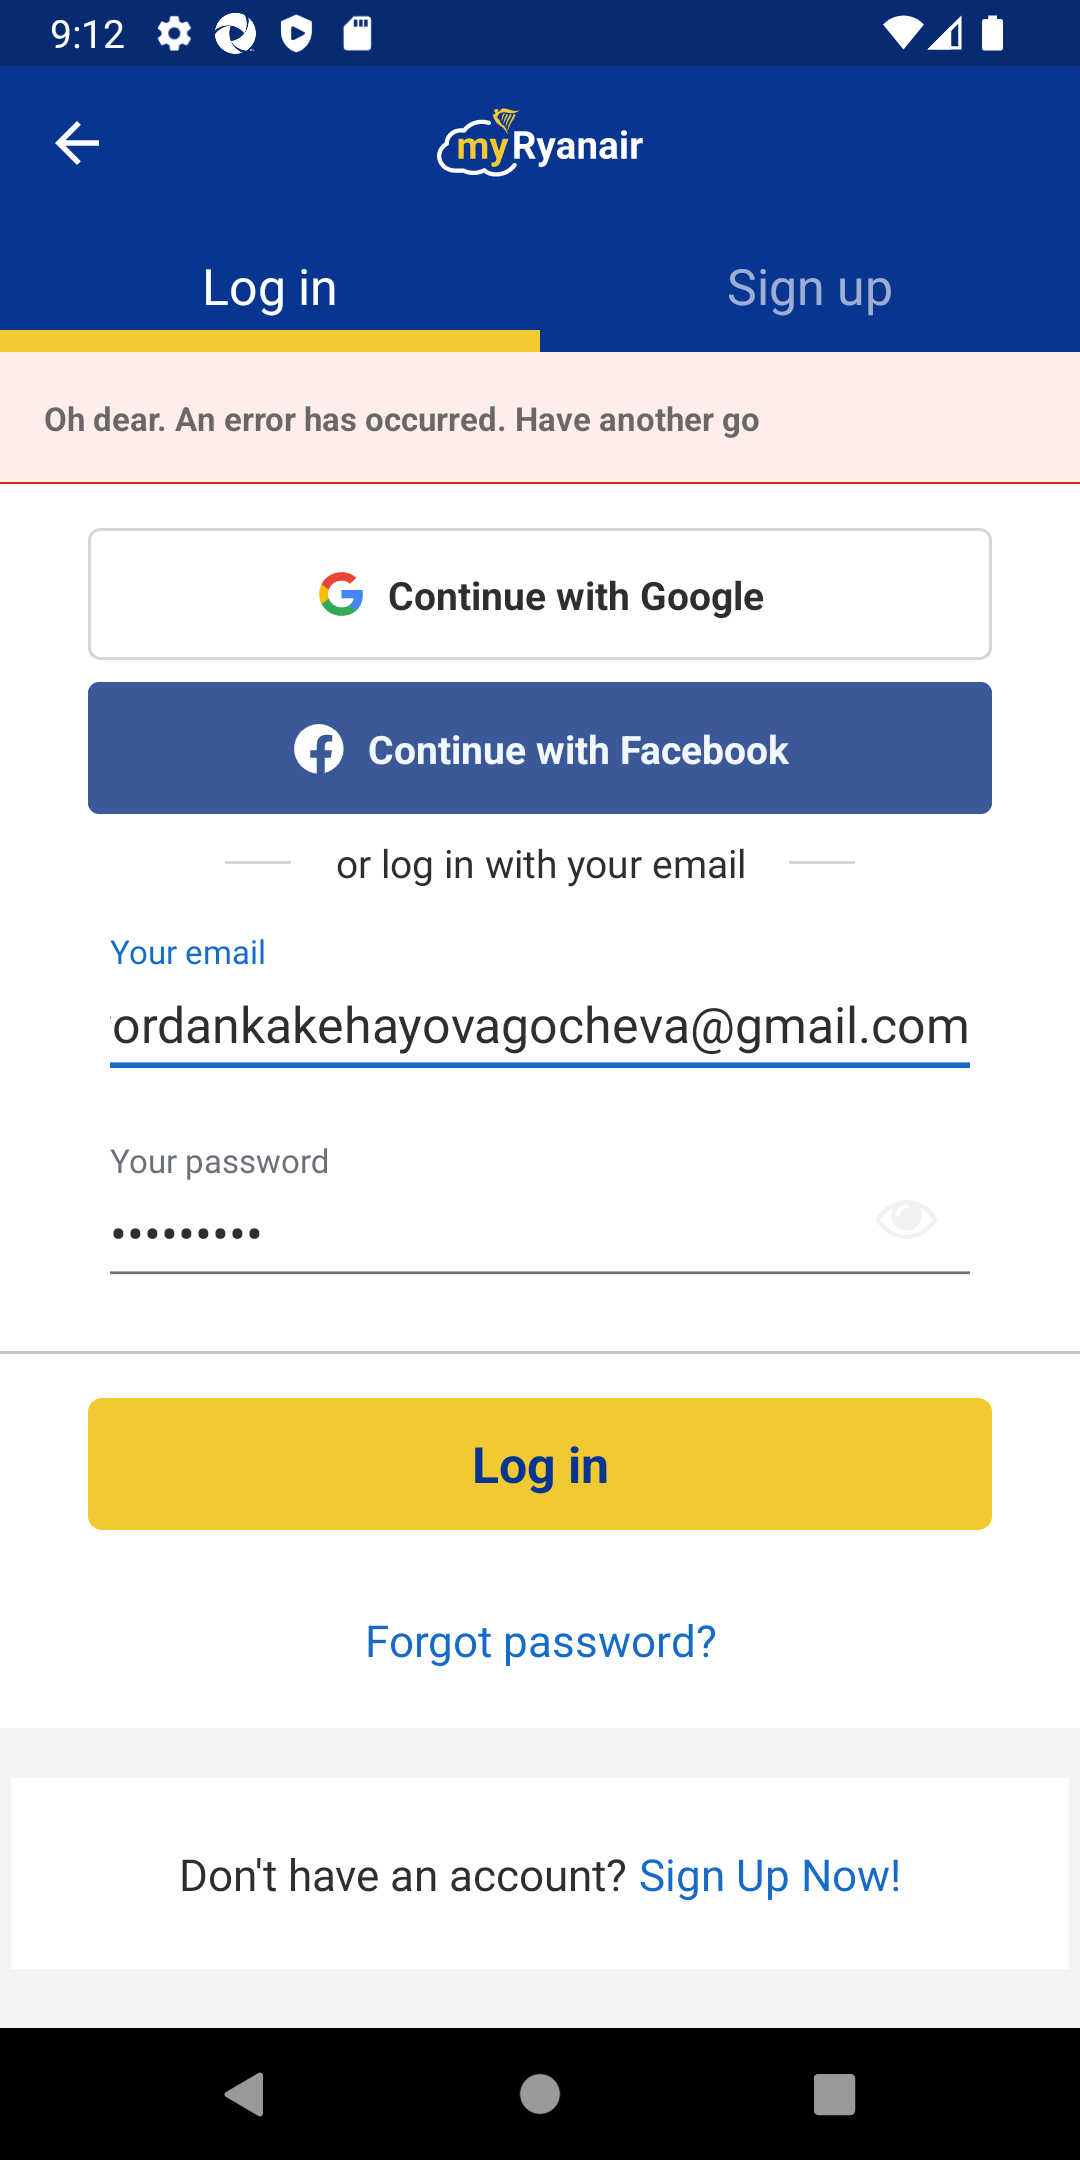 9:12
myRyanair
Log in
Sign up
Oh dear. An error has occurred. Have another go
Continue with Google
Continue with Facebook
or log in with your email
Your email
ordankakehayovagocheva@gmail.com
Your password
•••••••••
Log in
Forgot password?
Don't have an account? Sign Up Now!